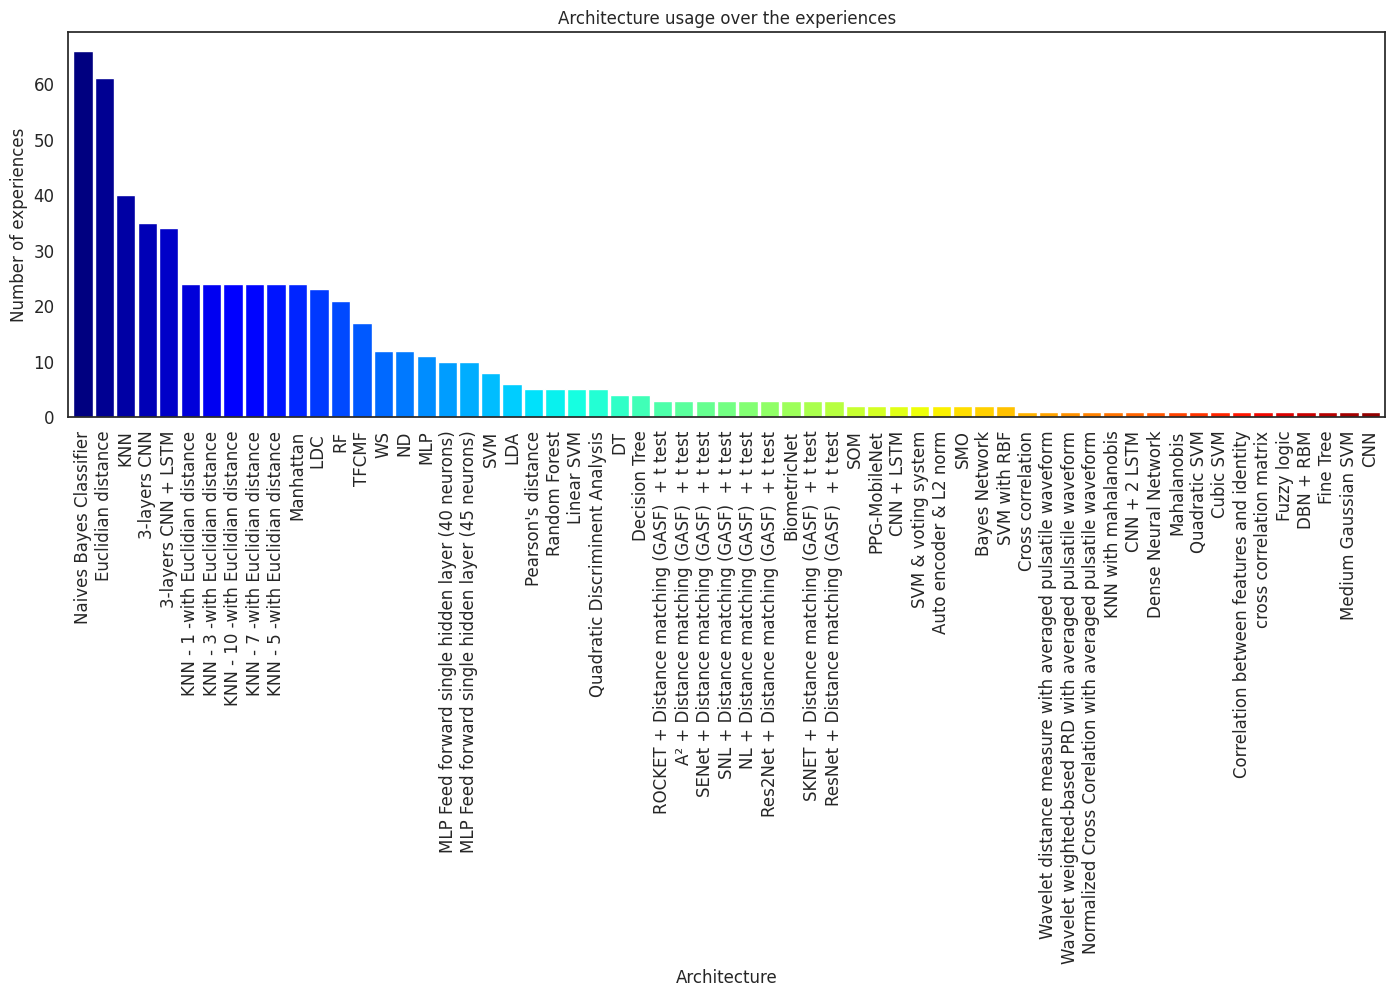 Architecture usage over the experiences
Number of experiences
60
50
40
30
20
10
0
Naives Bayes Classifier
Euclidian distance
KNN
3-layers CNN
3-layers CNN + LSTM
KNN - 1 -with Euclidian distance
KNN - 3 -with Euclidian distance
KNN - 10 -with Euclidian distance
KNN - 7 -with Euclidian distance
KNN - 5 -with Euclidian distance
Manhattan
LDC
RF
TFCMF
WS
ND
MLP
MLP Feed forward single hidden layer (40 neurons)
MLP Feed forward single hidden layer (45 neurons)
SVM
LDA
Pearson's distance
Random Forest
Linear SVM
Quadratic Discriminent Analysis
DT
Decision Tree
ROCKET + Distance matching (GASF) + t test
A² + Distance matching (GASF) + t test
SENet + Distance matching (GASF) + t test
SNL + Distance matching (GASF) + t test
NL + Distance matching (GASF) + t test
Res2Net + Distance matching (GASF) + t test
BiometricNet
SKNET + Distance matching (GASF) + t test
ResNet + Distance matching (GASF) + t test
SOM
PPG-MobileNet
CNN + LSTM
SVM & voting system
Auto encoder & L2 norm
SMO
Bayes Network
SVM with RBF
Cross correlation
Wavelet distance measure with averaged pulsatile waveform
Wavelet weighted-based PRD with averaged pulsatile waveform
Normalized Cross Corelation with averaged pulsatile waveform
KNN with mahalanobis
CNN + 2 LSTM
Dense Neural Network
Mahalanobis
Quadratic SVM
Cubic SVM
Correlation between features and identity
cross correlation matrix
Fuzzy logic
DBN + RBM
Fine Tree
Medium Gaussian SVM
CNN
Architecture